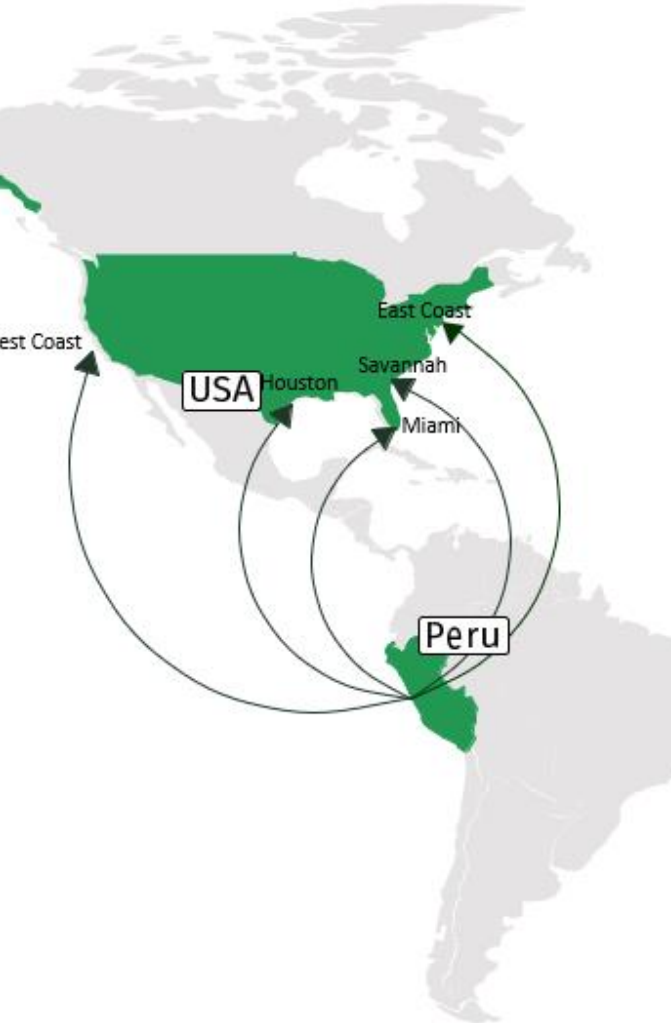 East Coast
est Coast
Savannah
USA
Houston
Miami
Peru